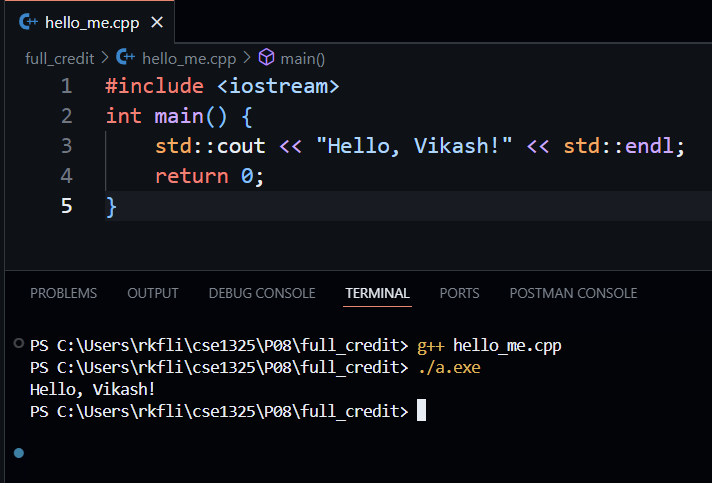 hello_me.cpp
full_credit > hello_me.cpp > main()
1 #include <iostream>
2 int main() {
3 std::cout << "Hello, Vikash!" << std::endl;
4 return 0;
5 }
PROBLEMS OUTPUT DEBUG CONSOLE TERMINAL PORTS POSTMAN CONSOLE
PS C:\Users\rkfli\cse1325\P08\full_credit> g++ hello_me.cpp
PS C:\Users\rkfli\cse1325\P08\full_credit> ./a.exe
Hello, Vikash!
PS C:\Users\rkfli\cse1325\P08\full_credit>